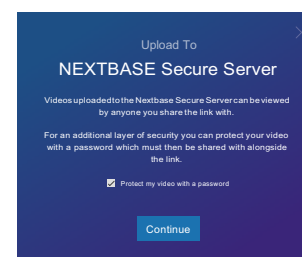 Upload To
NEXTBASE Secure Server
Videos uploaded to the Nextbase Secure Server can be viewed
by anyone you share the link with.
For an additional layer of security you can protect your video
with a password which must then be shared with alongside
the link.
Protect my video with a password
Continue